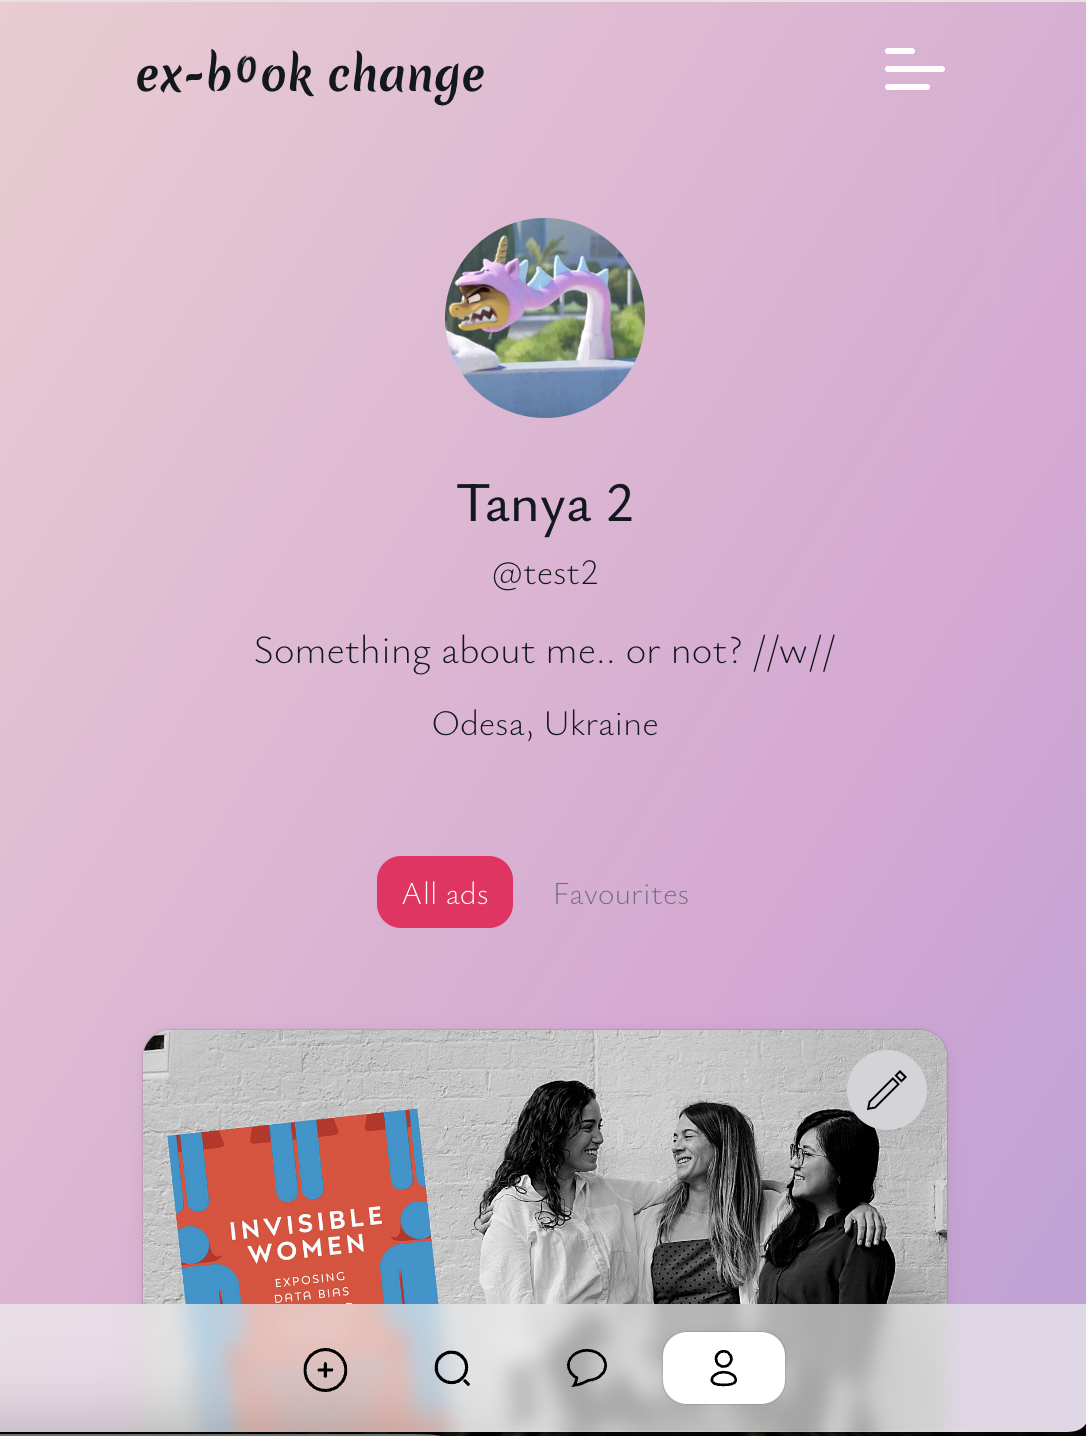 ex-book change
Tanya 2
@test2
Something about me.. or not? //w//
Odesa, Ukraine
All ads
Favourites
INVISIBLE
WOMEN
EXPOSING
DATA BIAS